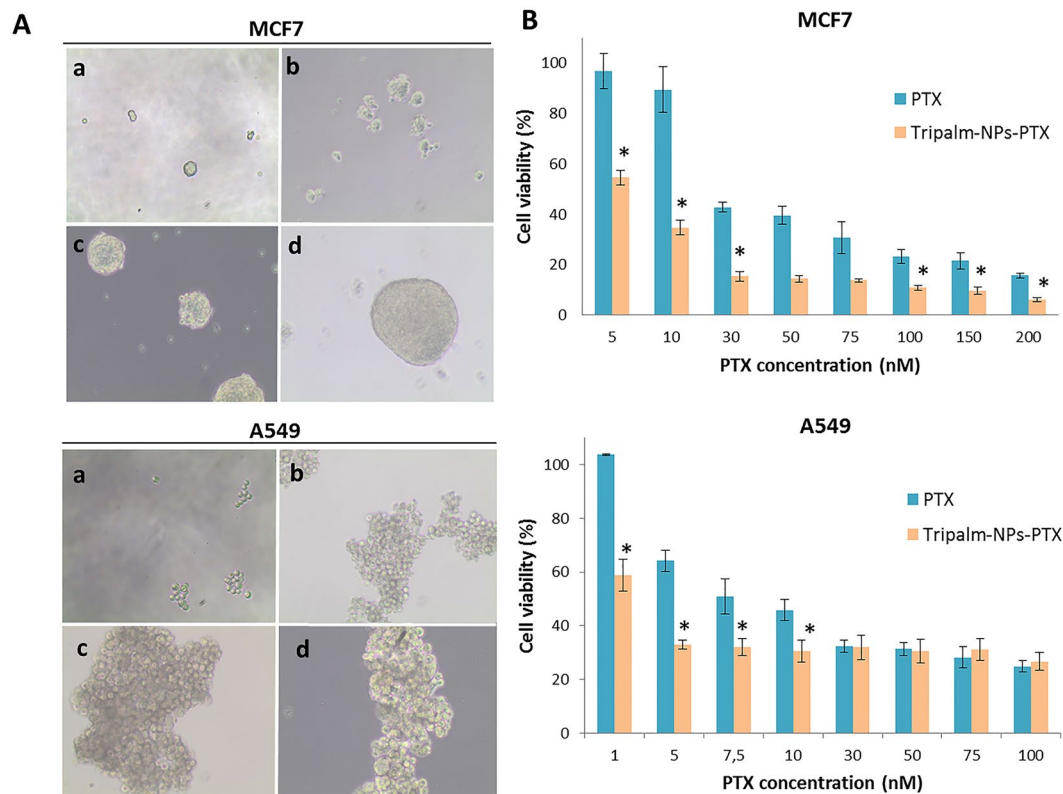 A
MCF7
a
b
c
d
A549
a
b
c
d
B
MCF7
Cell viability (%)
100
80
60
40
20
0
PTX
Tripalm-NPs-PTX
*
*
*
*
*
*
5 10 30 50 75 100 150 200
PTX concentration (nM)
A549
Cell viability (%)
100
80
60
40
20
0
PTX
Tripalm-NPs-PTX
*
*
*
*
1 5 7,5 10 30 50 75 100
PTX concentration (nM)